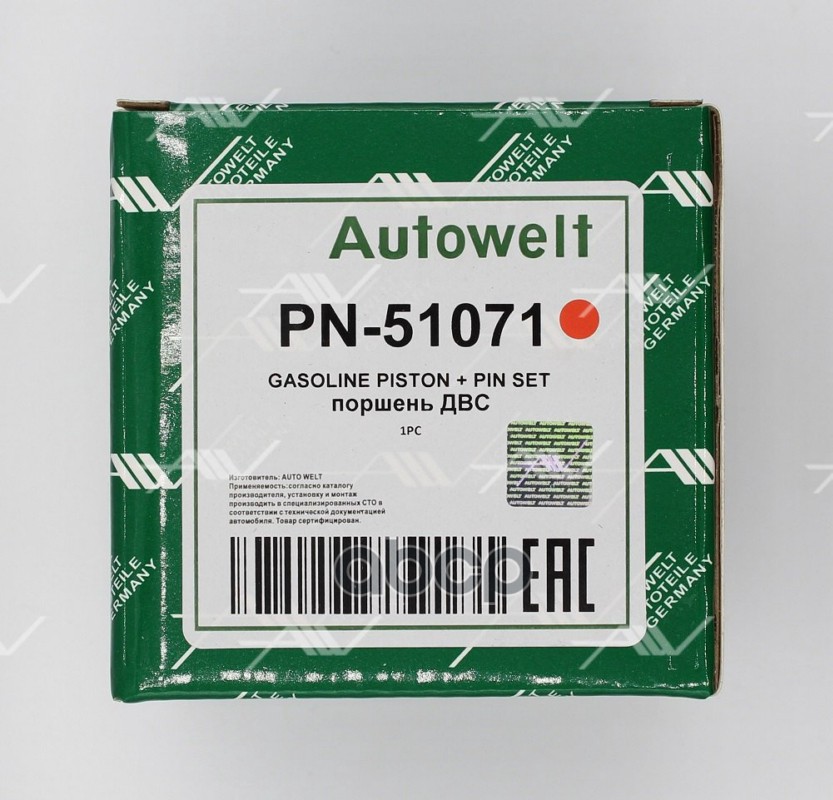 Autowelt
PN-51071
GASOLINE PISTON + PIN SET
поршень ДВС
1PC
Изготовитель: AUTO WELT
Применяемость:согласно каталогу
производителя, установку и монтаж
производить в специализированных СТО в
соответствии с технической документацией
автомобиля. Товар сертифицирован.
EAC
abcp
AUTOWELT
AUTOTEILE
GERMANY